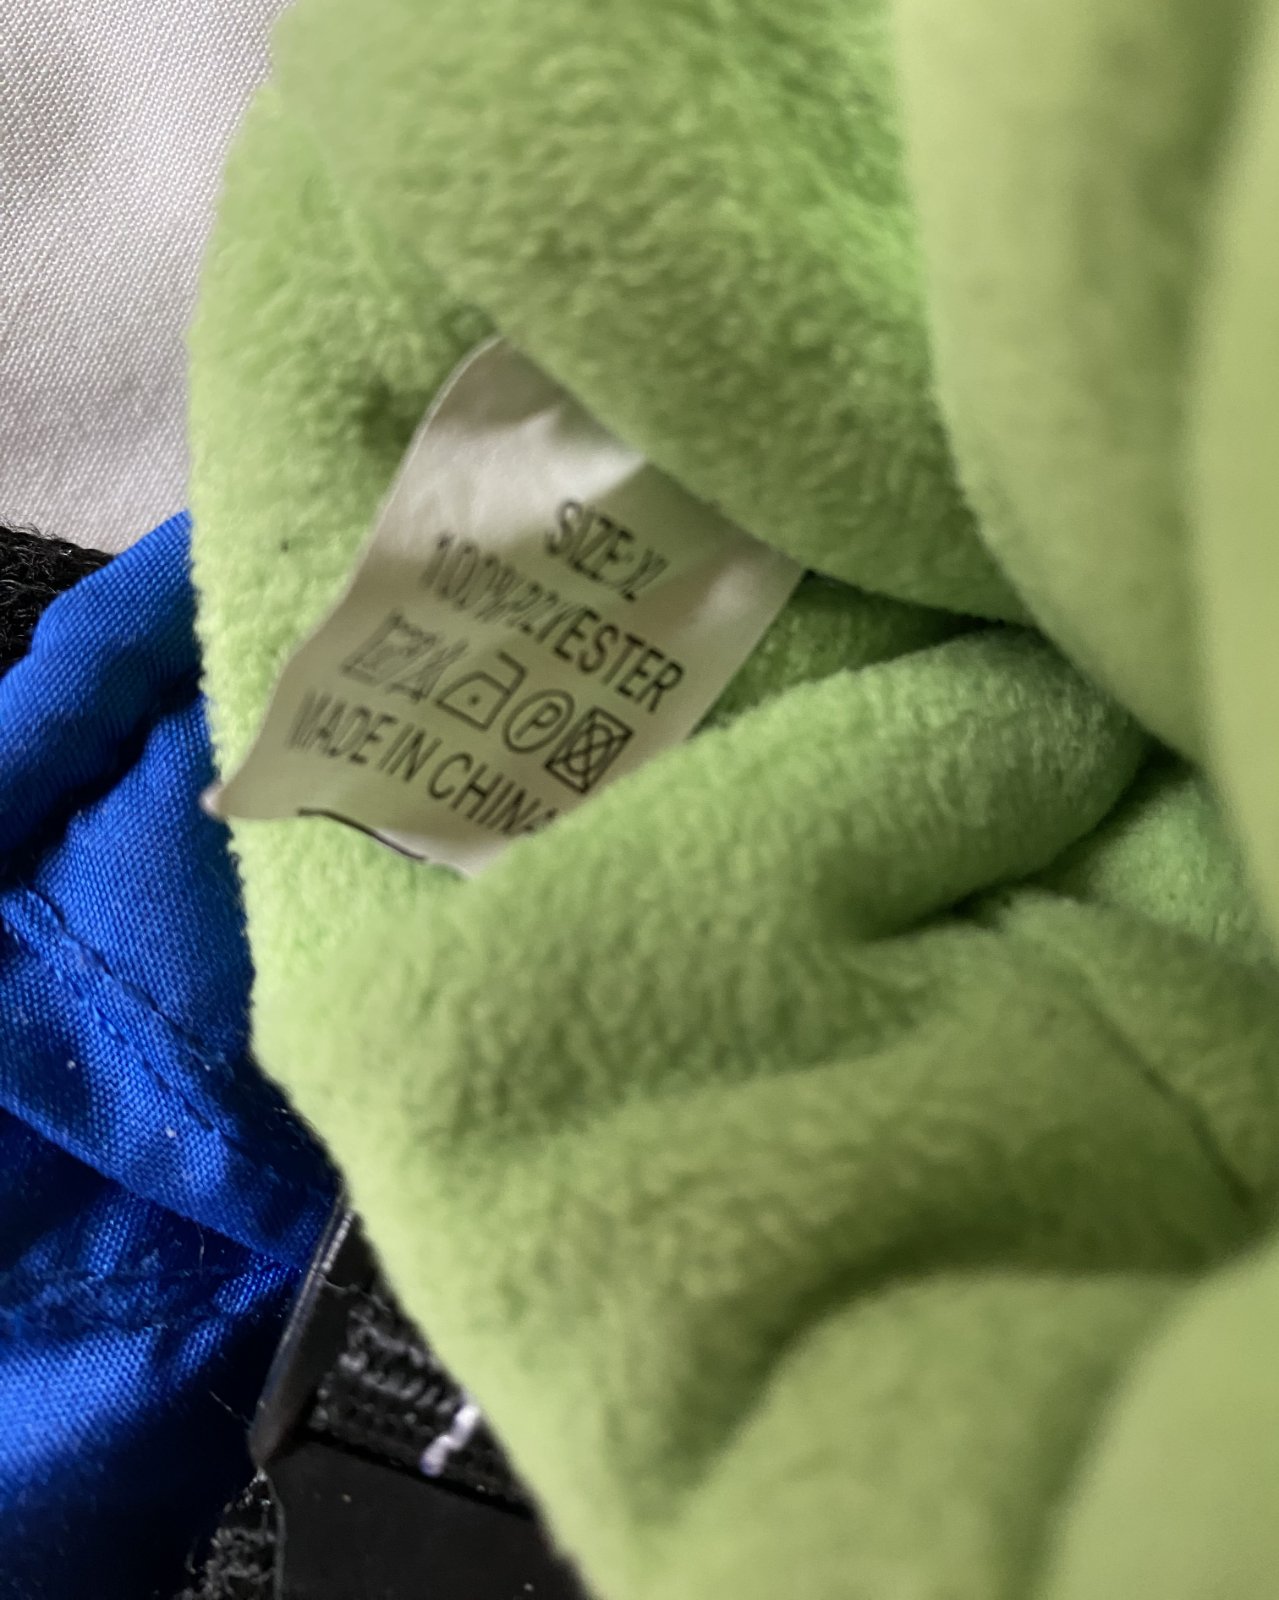 SIZE:XL
100%POLYESTER
P
MADE IN CHINA